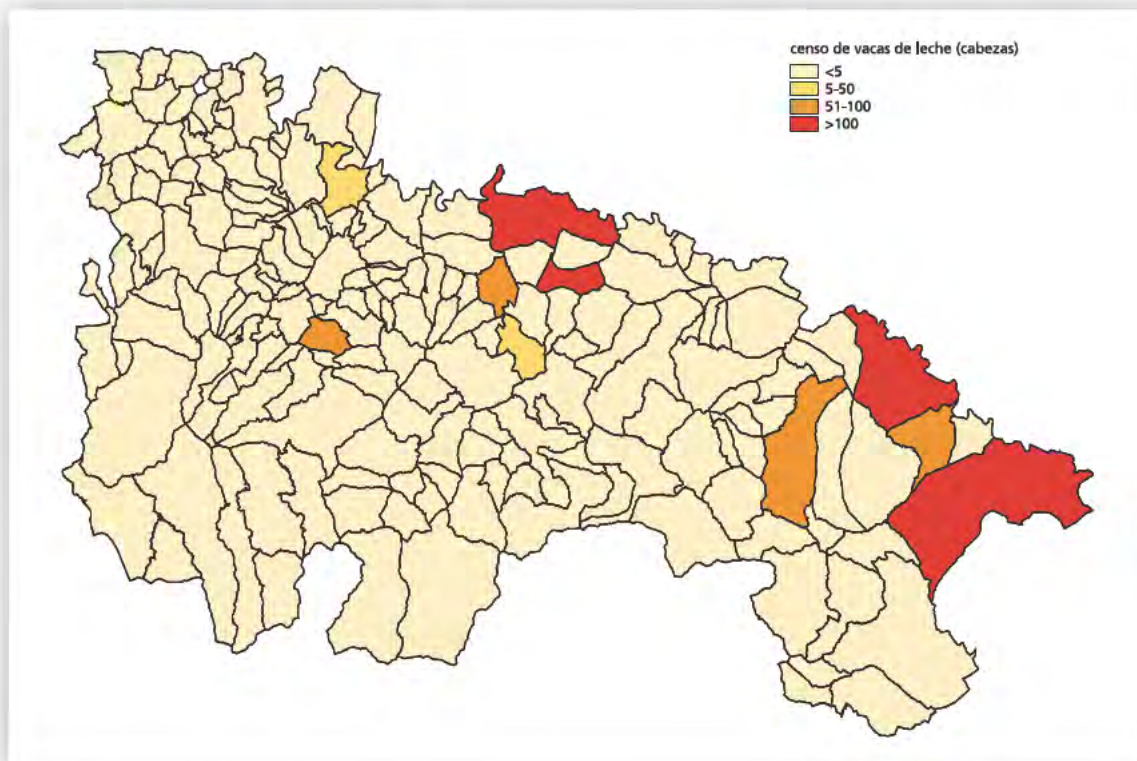 censo de vacas de leche (cabezas)
<5
5-50
51-100
>100